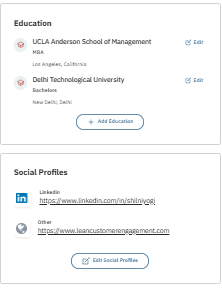 Education
UCLA Anderson School of Management
Edit
MBA
Los Angeles, California
Delhi Technological University
Edit
Bachelors
New Delhi, Delhi
+ Add Education
Social Profiles
Linkedin
https://www.linkedin.com/in/shilniyogi
Other
https://www.leancustomerengagement.com
Edit Social Profiles